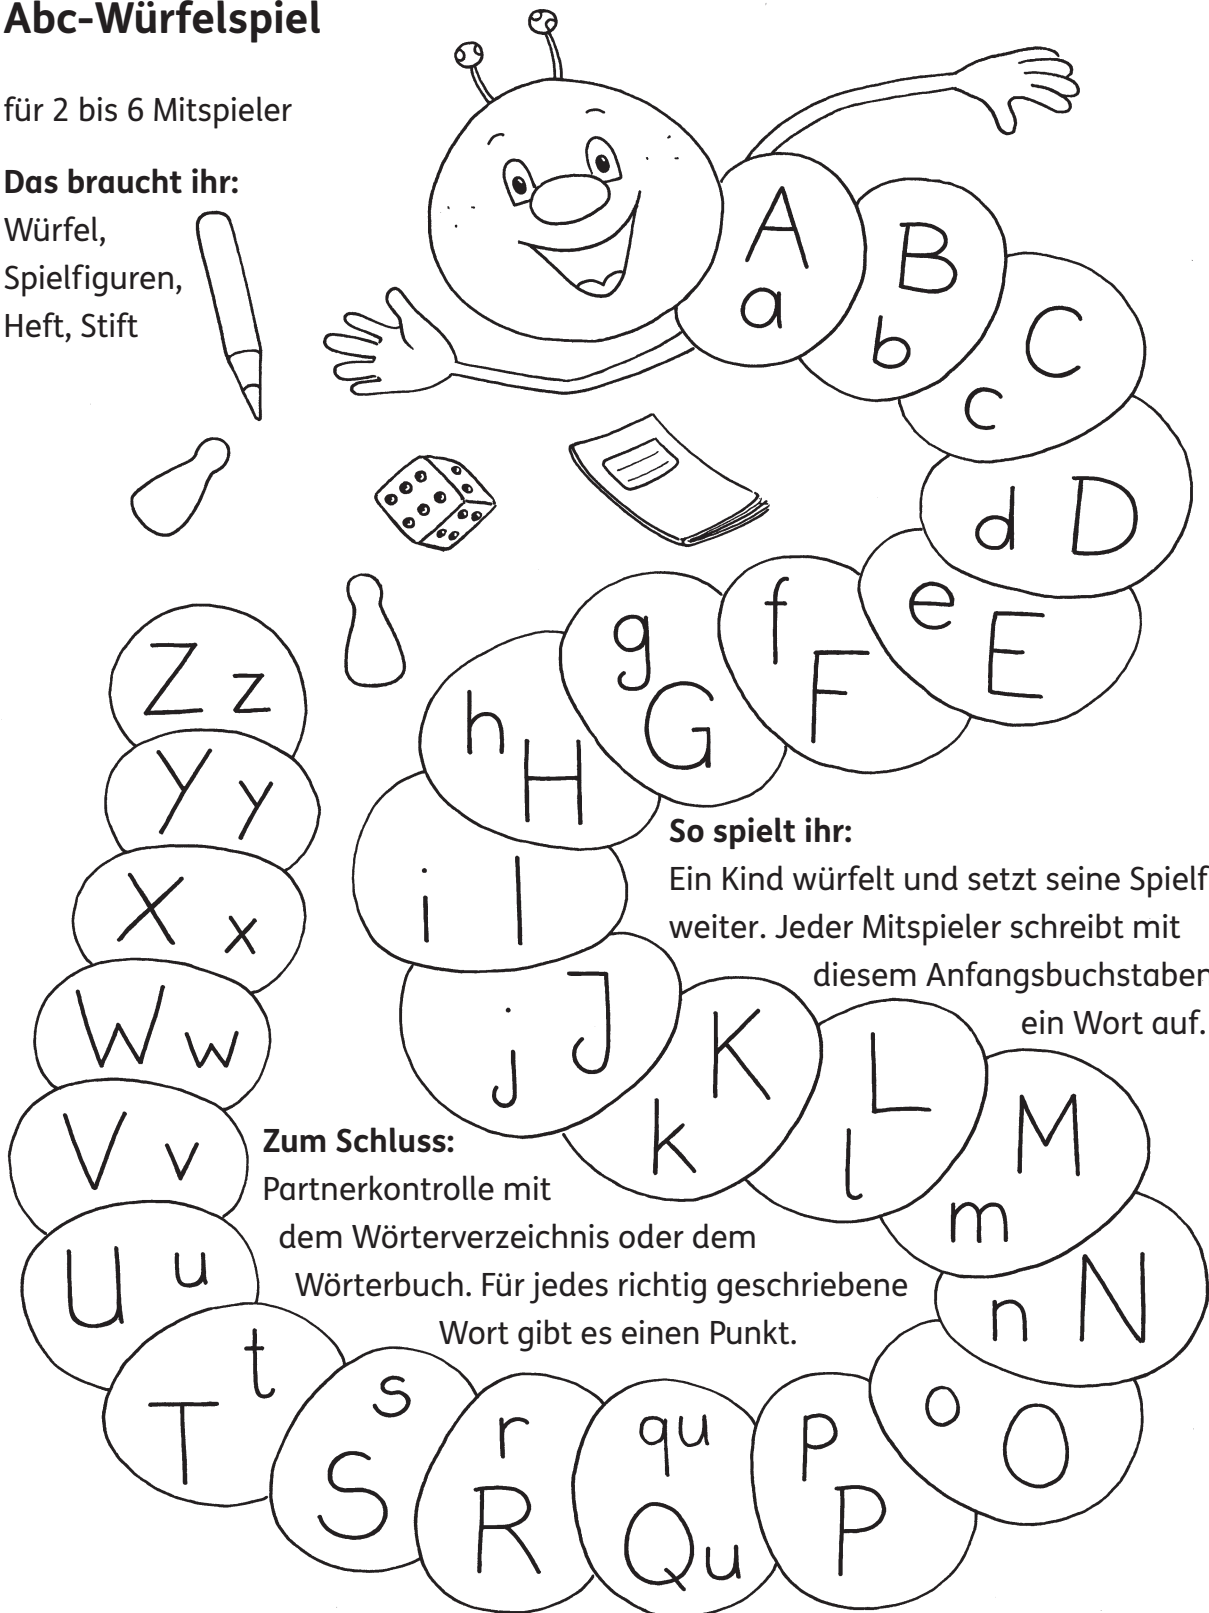 Abc-Würfelspiel
für 2 bis 6 Mitspieler
Das braucht ihr:
Würfel,
Spielfiguren,
Heft, Stift
A
a
B
b
C
c
d D
e
E
f
F
g
G
h
H
i I
J
j
K
k
L
l
M
m
n N
o
O
p
P
qu
Qu
r
R
s
S
t
T
U u
V v
W w
X x
Y y
Z z
So spielt ihr:
Ein Kind würfelt und setzt seine Spielf
weiter. Jeder Mitspieler schreibt mit
diesem Anfangsbuchstaben
ein Wort auf.
Zum Schluss:
Partnerkontrolle mit
dem Wörterverzeichnis oder dem
Wörterbuch. Für jedes richtig geschriebene
Wort gibt es einen Punkt.